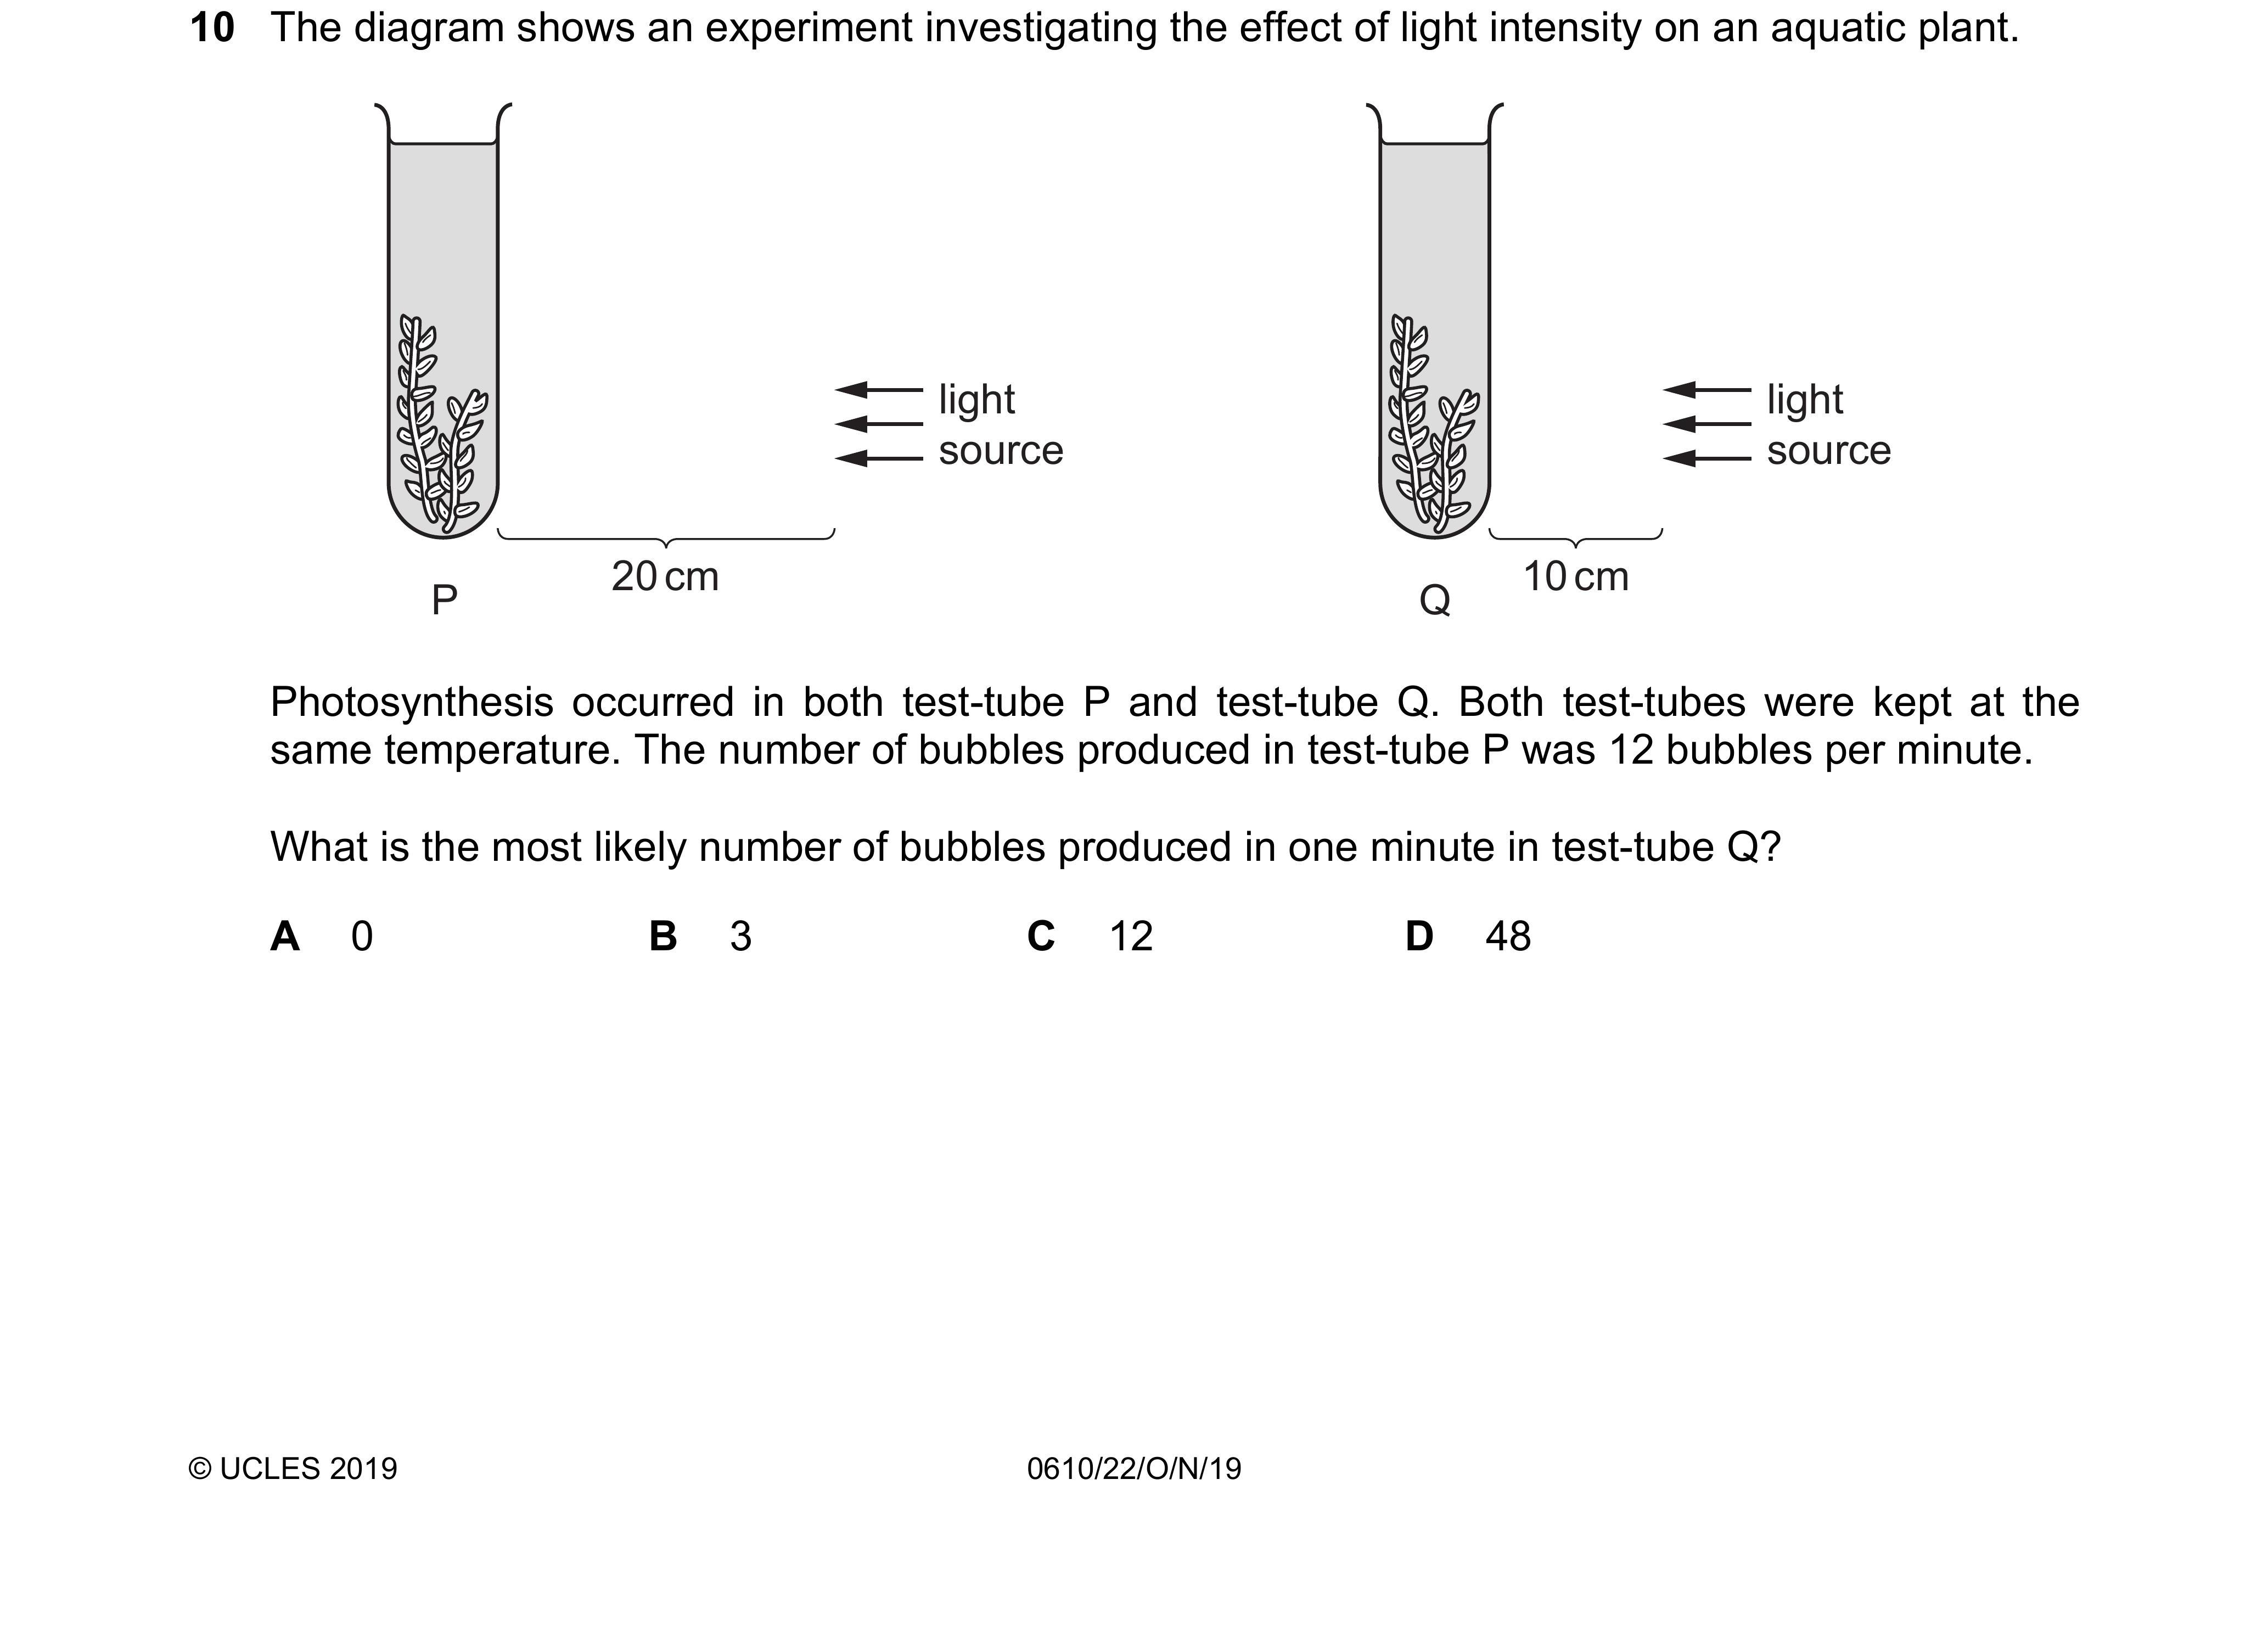 10 The diagram shows an experiment investigating the effect of light intensity on an aquatic plant.
light
source
light
source
20 cm
10 cm
P
Q
Photosynthesis occurred in both test-tube P and test-tube Q. Both test-tubes were kept at the
same temperature. The number of bubbles produced in test-tube P was 12 bubbles per minute.
What is the most likely number of bubbles produced in one minute in test-tube Q?
A 0 B 3 C 12 D 48
© UCLES 2019 0610/22/O/N/19